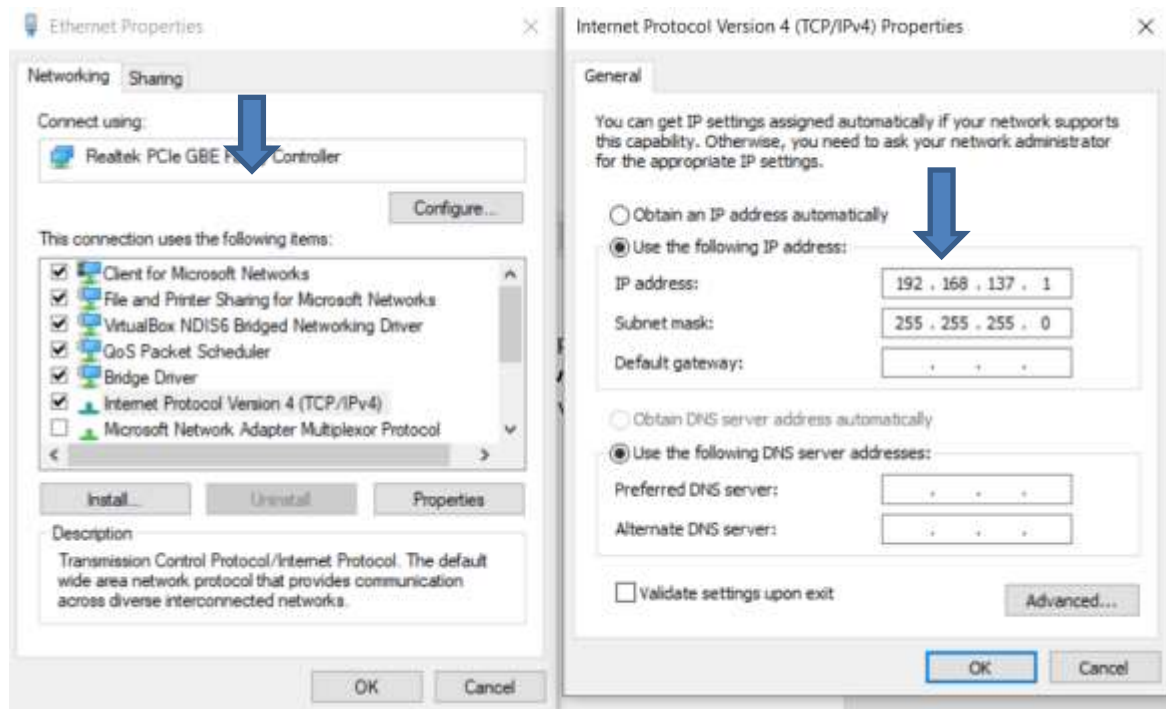 Ethernet Properties
Networking
Sharing
Connect using:
Realtek PCIe GBE Controller
Configure...
This connection uses the following items:
Client for Microsoft Networks
File and Printer Sharing for Microsoft Networks
VirtualBox NDIS6 Bridged Networking Driver
QoS Packet Scheduler
Bridge Driver
Internet Protocol Version 4 (TCP/IPv4)
Microsoft Network Adapter Multiplexor Protocol
Install...
Uninstall
Properties
Description
Transmission Control Protocol/Internet Protocol. The default
wide area network protocol that provides communication
across diverse interconnected networks.
OK
Cancel
Internet Protocol Version 4 (TCP/IPv4) Properties
General
You can get IP settings assigned automatically if your network supports
this capability. Otherwise, you need to ask your network administrator
for the appropriate IP settings.
Obtain an IP address automatically
Use the following IP address:
IP address:
192 . 168 . 137 . 1
Subnet mask:
255 . 255 . 255 . 0
Default gateway:
. . .
Obtain DNS server address automatically
Use the following DNS server addresses:
Preferred DNS server:
. . .
Alternate DNS server:
. . .
Validate settings upon exit
Advanced...
OK
Cancel